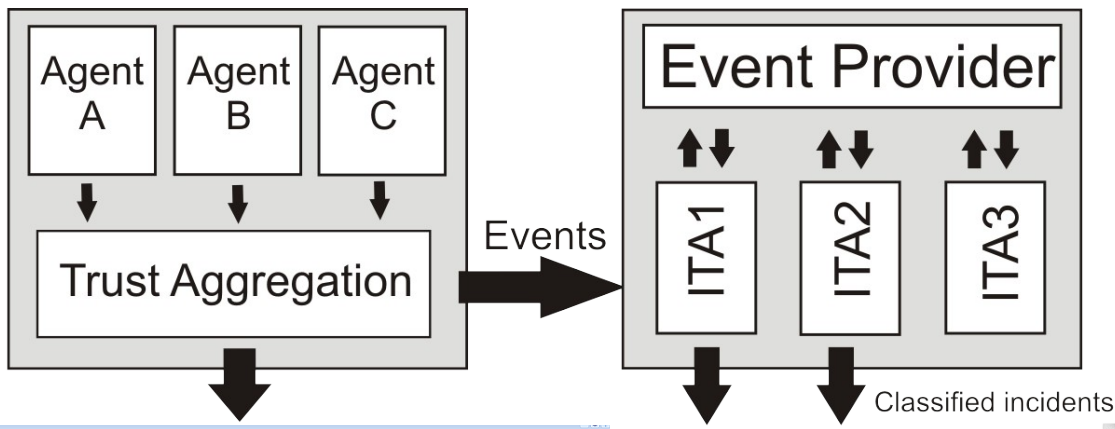 Agent
A
Agent
B
Agent
C
Trust Aggregation
Events
Event Provider
ITA1
ITA2
ITA3
Classified incidents